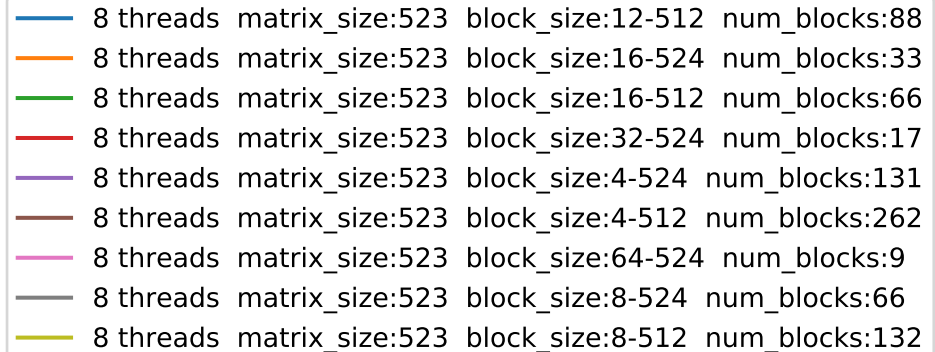 8 threads  matrix_size:523  block_size:12-512  num_blocks:88
8 threads  matrix_size:523  block_size:16-524  num_blocks:33
8 threads  matrix_size:523  block_size:16-512  num_blocks:66
8 threads  matrix_size:523  block_size:32-524  num_blocks:17
8 threads  matrix_size:523  block_size:4-524  num_blocks:131
8 threads  matrix_size:523  block_size:4-512  num_blocks:262
8 threads  matrix_size:523  block_size:64-524  num_blocks:9
8 threads  matrix_size:523  block_size:8-524  num_blocks:66
8 threads  matrix_size:523  block_size:8-512  num_blocks:132